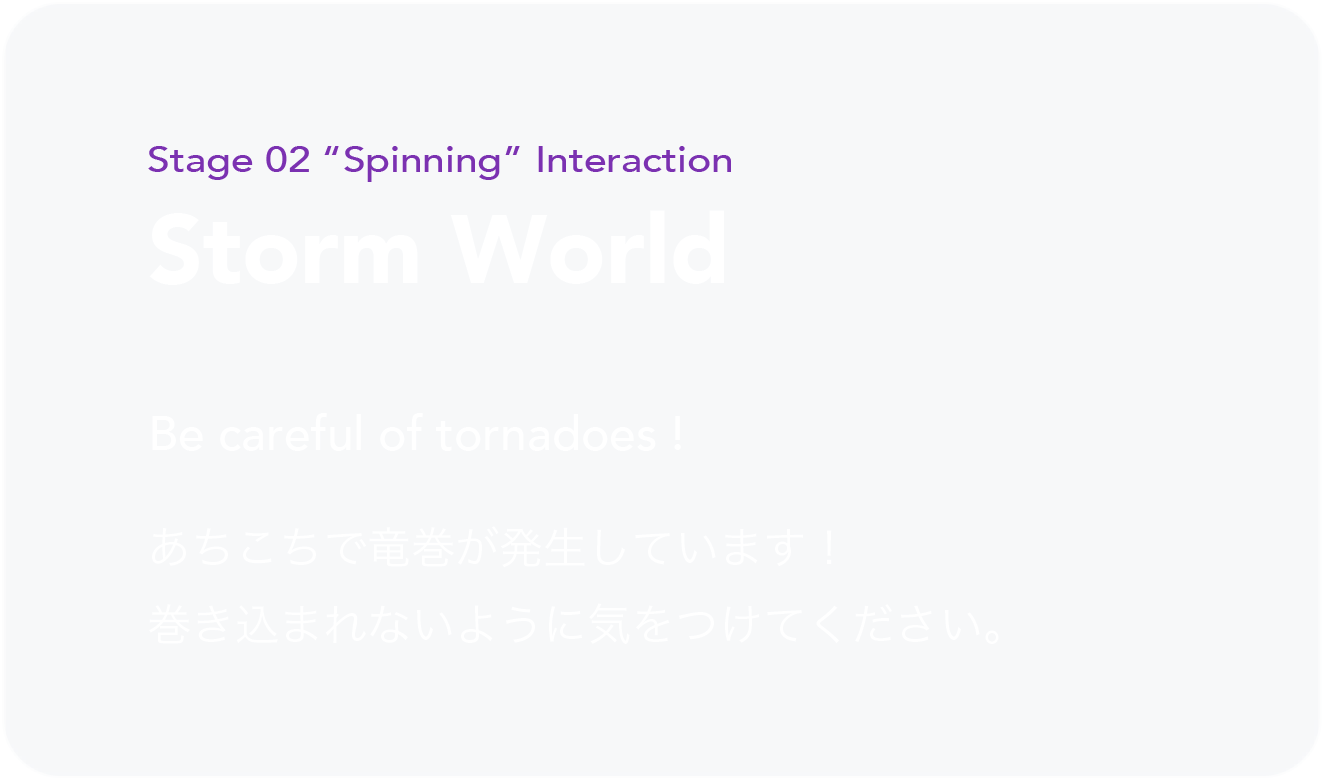 Stage 02 “Spinning” Interaction
Storm World
Be careful of tornadoes !
あちこちで竜巻が発生しています！
巻き込まれないように気をつけてください。